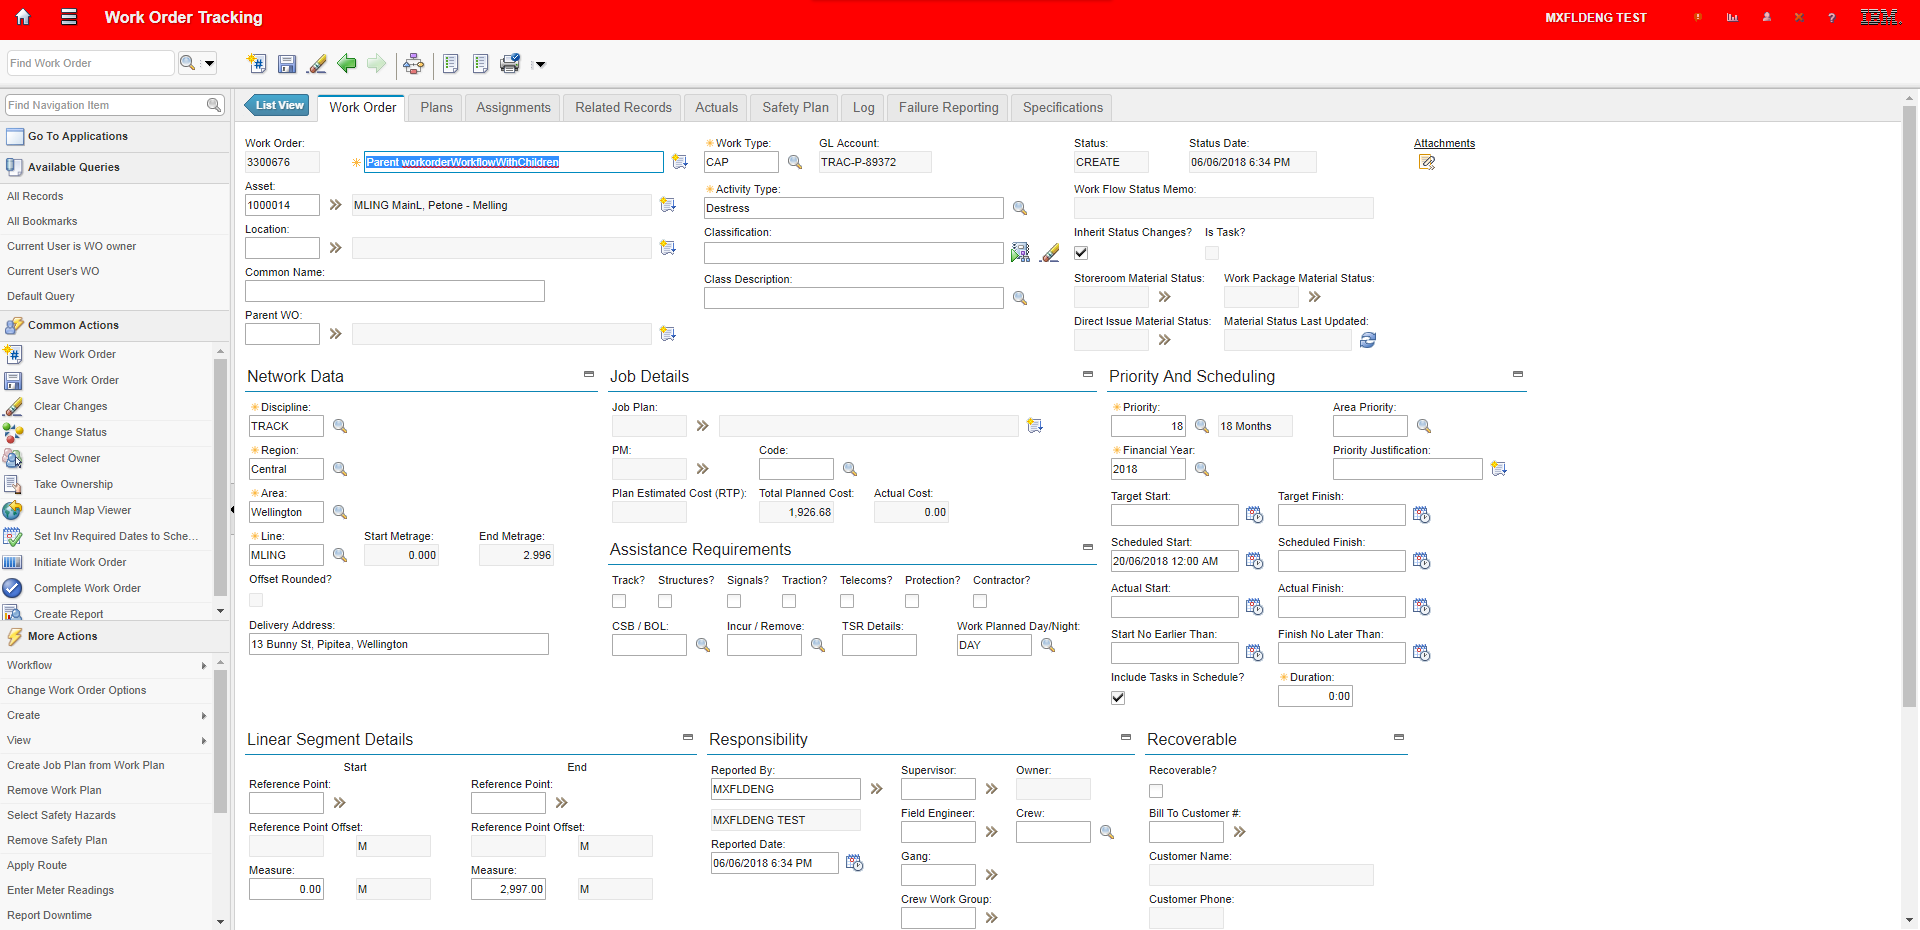 Work Order Tracking
MXFLDENG TEST
IBM.
Find Work Order
Find Navigation Item
Go To Applications
Available Queries
All Records
All Bookmarks
Current User is WO owner
Current User's WO
Default Query
Common Actions
New Work Order
Save Work Order
Clear Changes
Change Status
Select Owner
Take Ownership
Launch Map Viewer
Set Inv Required Dates to Sche...
Initiate Work Order
Complete Work Order
Create Report
More Actions
Workflow
Change Work Order Options
Create
View
Create Job Plan from Work Plan
Remove Work Plan
Select Safety Hazards
Remove Safety Plan
Apply Route
Enter Meter Readings
Report Downtime
List View
Work Order
Plans
Assignments
Related Records
Actuals
Safety Plan
Log
Failure Reporting
Specifications
Work Order:
3300676
Parent workorderWorkflowWithChildren
Asset:
1000014
MLING MainL, Petone - Melling
Location:
Common Name:
Parent WO:
Work Type:
CAP
GL Account:
TRAC-P-89372
Activity Type:
Destress
Classification:
Class Description:
Status:
CREATE
Status Date:
06/06/2018 6:34 PM
Attachments
Work Flow Status Memo:
Inherit Status Changes?
Is Task?
Storeroom Material Status:
Work Package Material Status:
Direct Issue Material Status:
Material Status Last Updated:
Network Data
Discipline:
TRACK
Region:
Central
Area:
Wellington
Line:
MLING
Start Metrage:
0.000
End Metrage:
2.996
Offset Rounded?
Delivery Address:
13 Bunny St, Pipitea, Wellington
Job Details
Job Plan:
PM:
Code:
Plan Estimated Cost (RTP):
Total Planned Cost:
1,926.68
Actual Cost:
0.00
Assistance Requirements
Track?
Structures?
Signals?
Traction?
Telecoms?
Protection?
Contractor?
CSB / BOL:
Incur / Remove:
TSR Details:
Work Planned Day/Night:
DAY
Priority And Scheduling
Priority:
18
18 Months
Area Priority:
Financial Year:
2018
Priority Justification:
Target Start:
Target Finish:
Scheduled Start:
20/06/2018 12:00 AM
Scheduled Finish:
Actual Start:
Actual Finish:
Start No Earlier Than:
Finish No Later Than:
Include Tasks in Schedule?
Duration:
0:00
Linear Segment Details
Start
End
Reference Point:
Reference Point:
Reference Point Offset:
M
Reference Point Offset:
M
Measure:
0.00
M
Measure:
2,997.00
M
Responsibility
Reported By:
MXFLDENG
MXFLDENG TEST
Reported Date:
06/06/2018 6:34 PM
Supervisor:
Owner:
Field Engineer:
Crew:
Gang:
Crew Work Group:
Recoverable
Recoverable?
Bill To Customer #:
Customer Name:
Customer Phone: